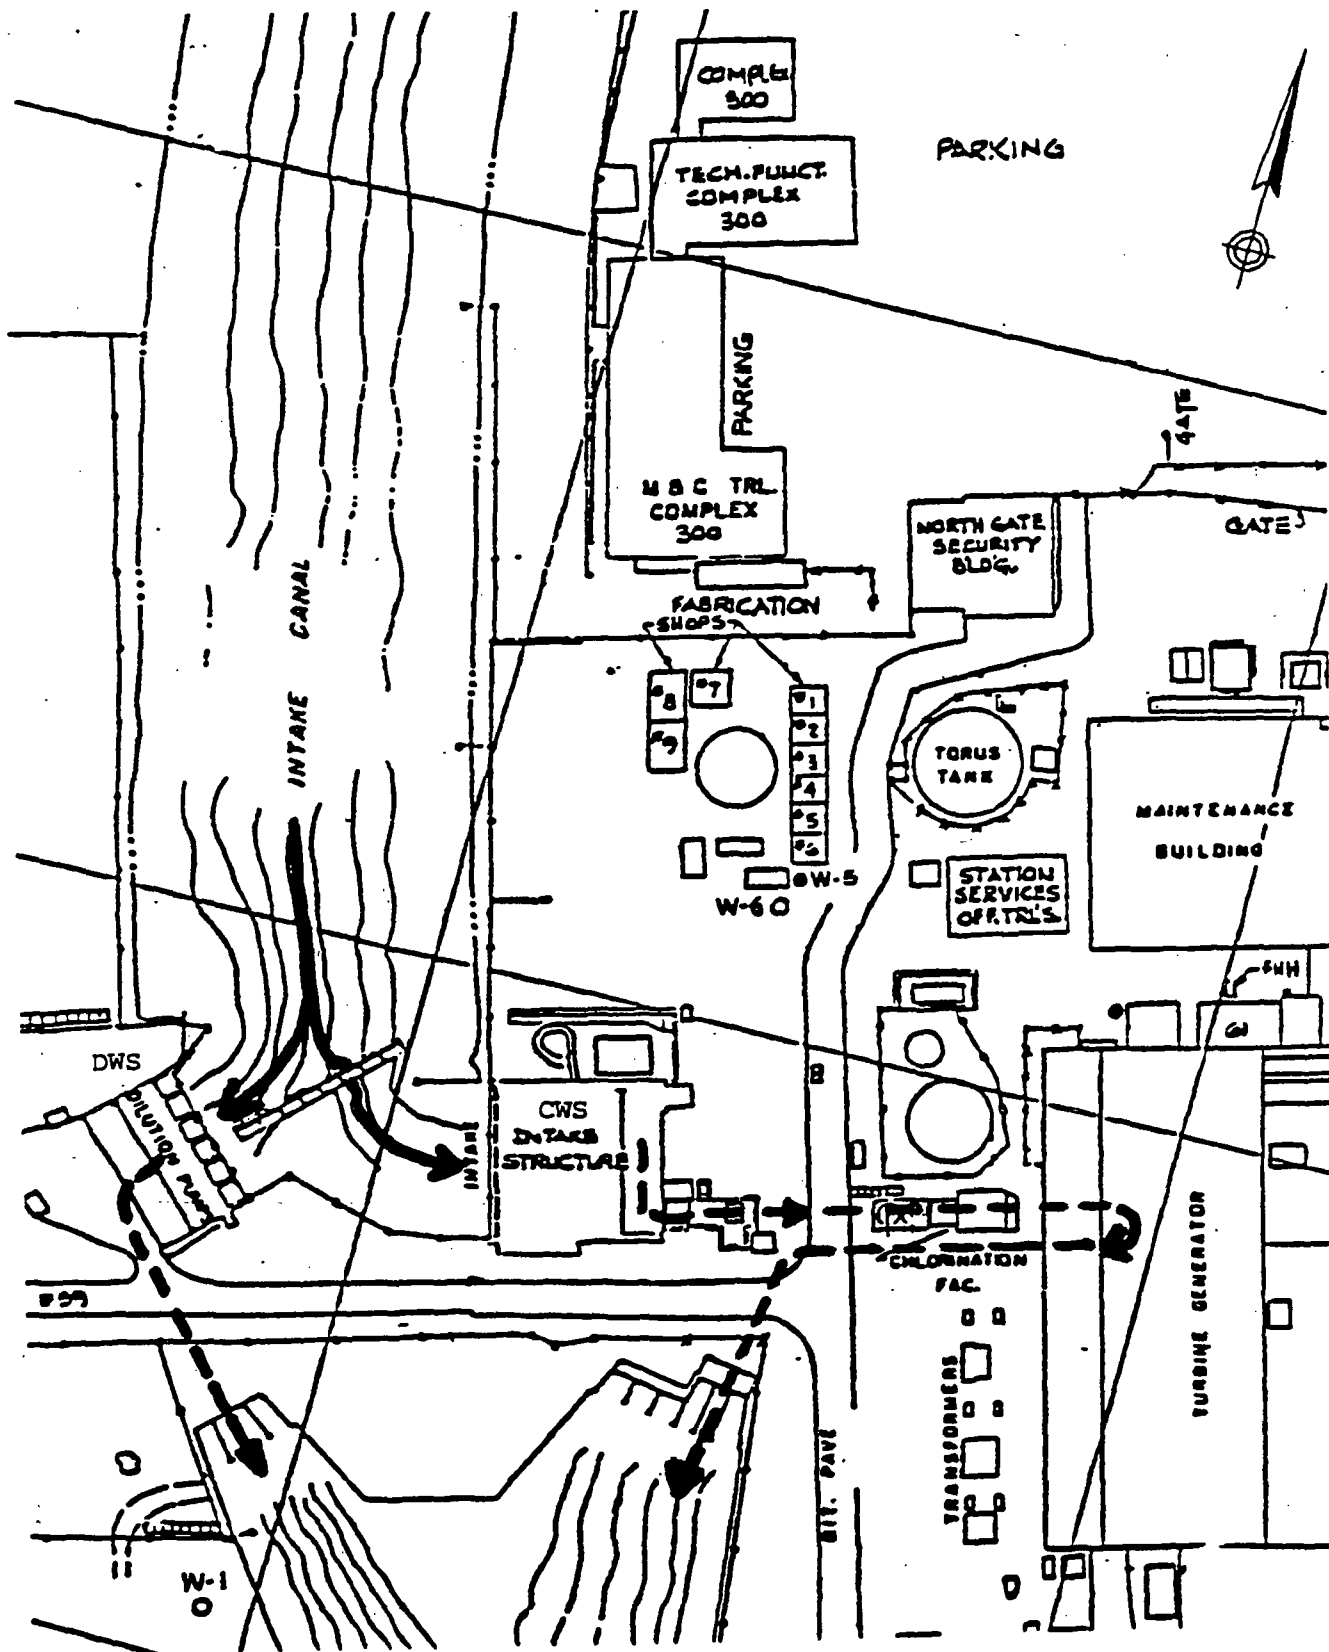 COMPLEX
300
PARKING
TECH. FUNCT.
COMPLEX
300
PARKING
GATE
M & C TRL.
COMPLEX
300
NORTH GATE
SECURITY
BLDG.
GATE
INTAKE CANAL
FABRICATION
SHOPS
#8
#7
#1
#9
#2
#3
#4
#5
#6
TORUS
TANK
MAINTENANCE
BUILDING
W-5
W-6
STATION
SERVICES
OFF. TRL'S.
DWS
DILUTION PUMPS
INTAKE
CWS
INTAKE
STRUCTURE
CHLORINATION
FAC.
TURBINE GENERATOR
TRANSFORMERS
BIT. PAVE
W-1